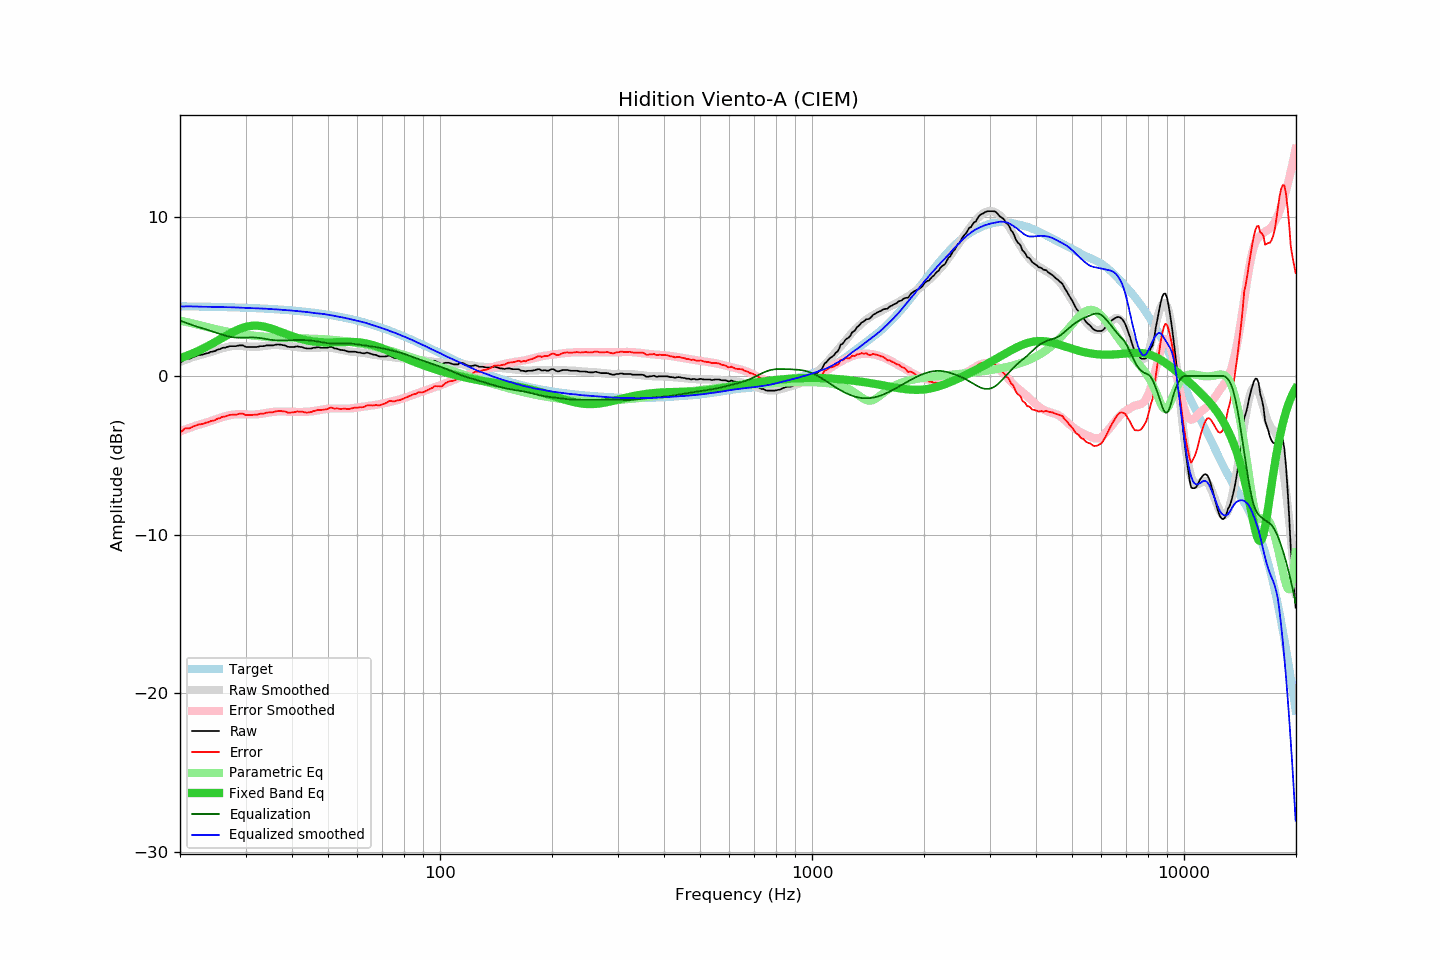 Hidition Viento-A (CIEM)
Amplitude (dBr)
10
0
−10
−20
−30
Target
Raw Smoothed
Error Smoothed
Raw
Error
Parametric Eq
Fixed Band Eq
Equalization
Equalized smoothed
100
1000
10000
Frequency (Hz)